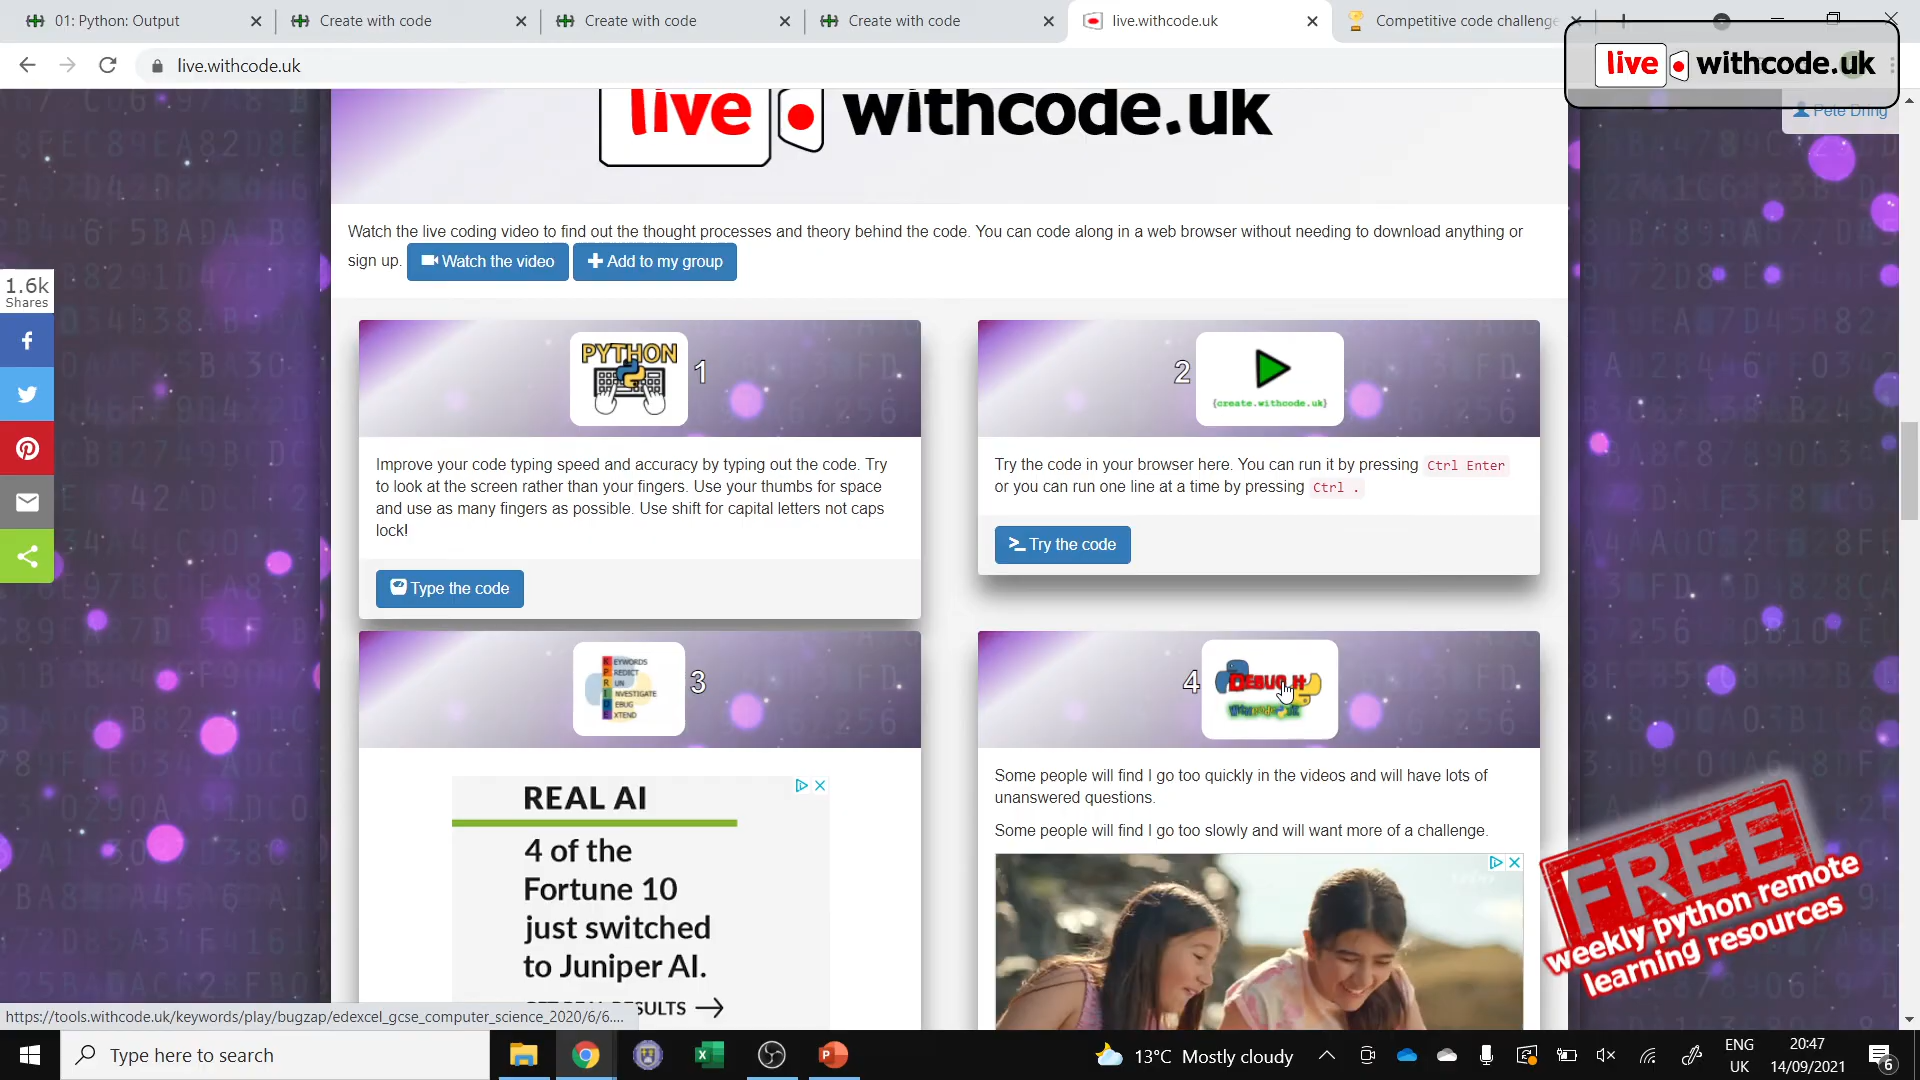 01: Python: Output
Create with code
Create with code
Create with code
live.withcode.uk
Competitive code challenge
live.withcode.uk
live withcode.uk
Pete Dring
live withcode.uk
Watch the live coding video to find out the thought processes and theory behind the code. You can code along in a web browser without needing to download anything or
sign up. Watch the video Add to my group
1.6k
Shares
PYTHON
1
2
{create.withcode.uk}
Improve your code typing speed and accuracy by typing out the code. Try
to look at the screen rather than your fingers. Use your thumbs for space
and use as many fingers as possible. Use shift for capital letters not caps
lock!
Type the code
Try the code in your browser here. You can run it by pressing Ctrl Enter
or you can run one line at a time by pressing Ctrl .
Try the code
KEYWORDS
PREDICT
RUN
INVESTIGATE
DEBUG
EXTEND
3
4
DEBUG it
REAL AI
4 of the
Fortune 10
just switched
to Juniper AI.
Some people will find I go too quickly in the videos and will have lots of
unanswered questions.
Some people will find I go too slowly and will want more of a challenge.
FREE
weekly python remote
learning resources
https://tools.withcode.uk/keywords/play/bugzap/edexcel_gcse_computer_science_2020/6/6....
Type here to search
13°C Mostly cloudy
ENG
UK
20:47
14/09/2021
6